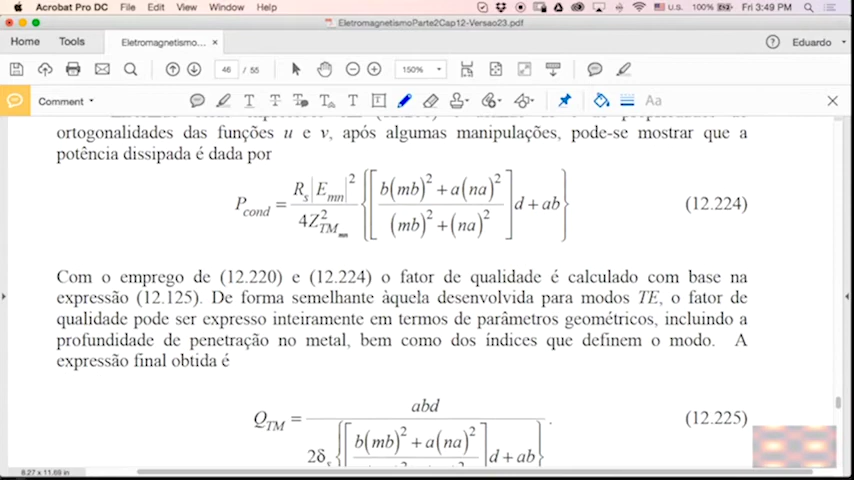 Acrobat Pro DC File Edit View Window Help U.S. 100% Fri 3:49 PM
EletromagnetismoParte2Cap12-Versao23.pdf
Home Tools Eletromagnetismo... × Eduardo
46 / 55 150%
Comment Aa
ortogonalidades das funções u e v, após algumas manipulações, pode-se mostrar que a
potência dissipada é dada por
P_cond = R_s|E_mn|^2 / 4Z^2_TM_mn {[b(mb)^2 + a(na)^2 / (mb)^2 + (na)^2] d + ab} (12.224)
Com o emprego de (12.220) e (12.224) o fator de qualidade é calculado com base na
expressão (12.125). De forma semelhante àquela desenvolvida para modos TE, o fator de
qualidade pode ser expresso inteiramente em termos de parâmetros geométricos, incluindo a
profundidade de penetração no metal, bem como dos índices que definem o modo. A
expressão final obtida é
Q_TM = abd / 2δ_s {[b(mb)^2 + a(na)^2] d + ab} . (12.225)
8.27 x 11.69 in